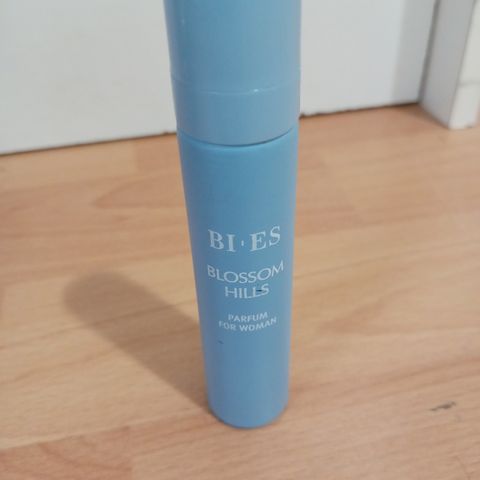 BI·ES
BLOSSOM
HILLS
PARFUM
FOR WOMAN